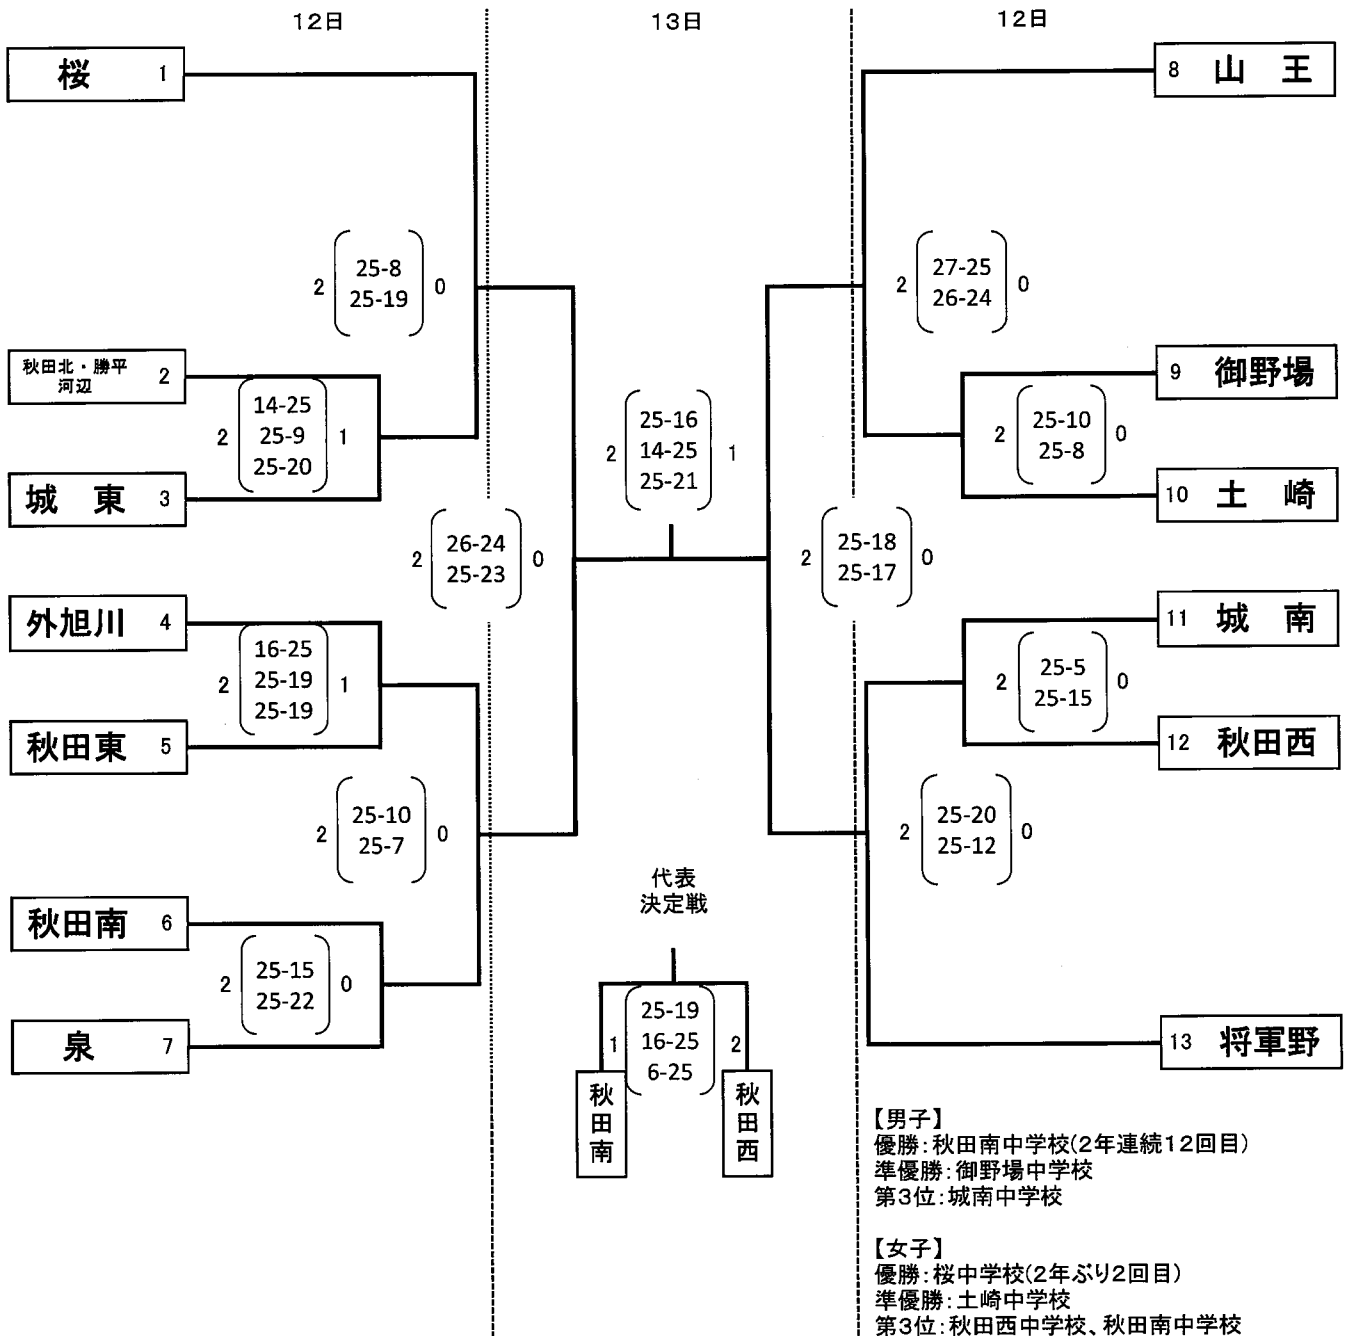 12日
13日
12日
桜 1
8 山 王
2
25-8
25-19
0
2
27-25
26-24
0
秋田北・勝平
河辺
2
9 御野場
2
14-25
25-9
25-20
1
2
25-16
14-25
25-21
1
2
25-10
25-8
0
城 東 3
10 土 崎
2
26-24
25-23
0
2
25-18
25-17
0
外旭川 4
11 城 南
2
16-25
25-19
25-19
1
2
25-5
25-15
0
秋田東 5
12 秋田西
2
25-10
25-7
0
2
25-20
25-12
0
代表
決定戦
秋田南 6
2
25-15
25-22
0
1
25-19
16-25
6-25
2
泉 7
13 将軍野
秋田南
秋田西
【男子】
優勝:秋田南中学校(2年連続12回目)
準優勝:御野場中学校
第3位:城南中学校
【女子】
優勝:桜中学校(2年ぶり2回目)
準優勝:土崎中学校
第3位:秋田西中学校、秋田南中学校